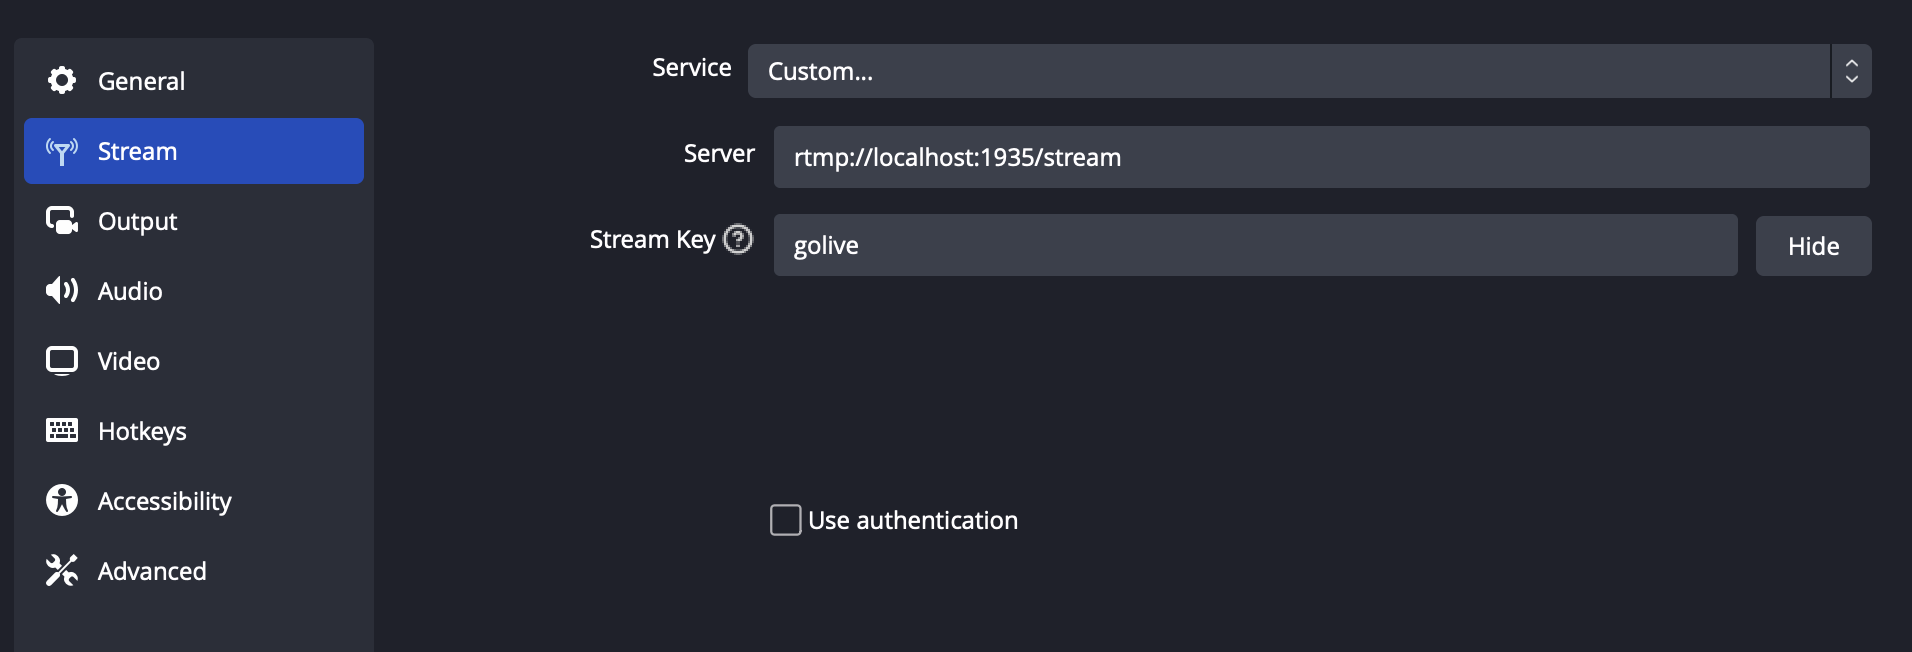 General
Stream
Output
Audio
Video
Hotkeys
Accessibility
Advanced
Service Custom...
Server rtmp://localhost:1935/stream
Stream Key ? golive Hide
Use authentication